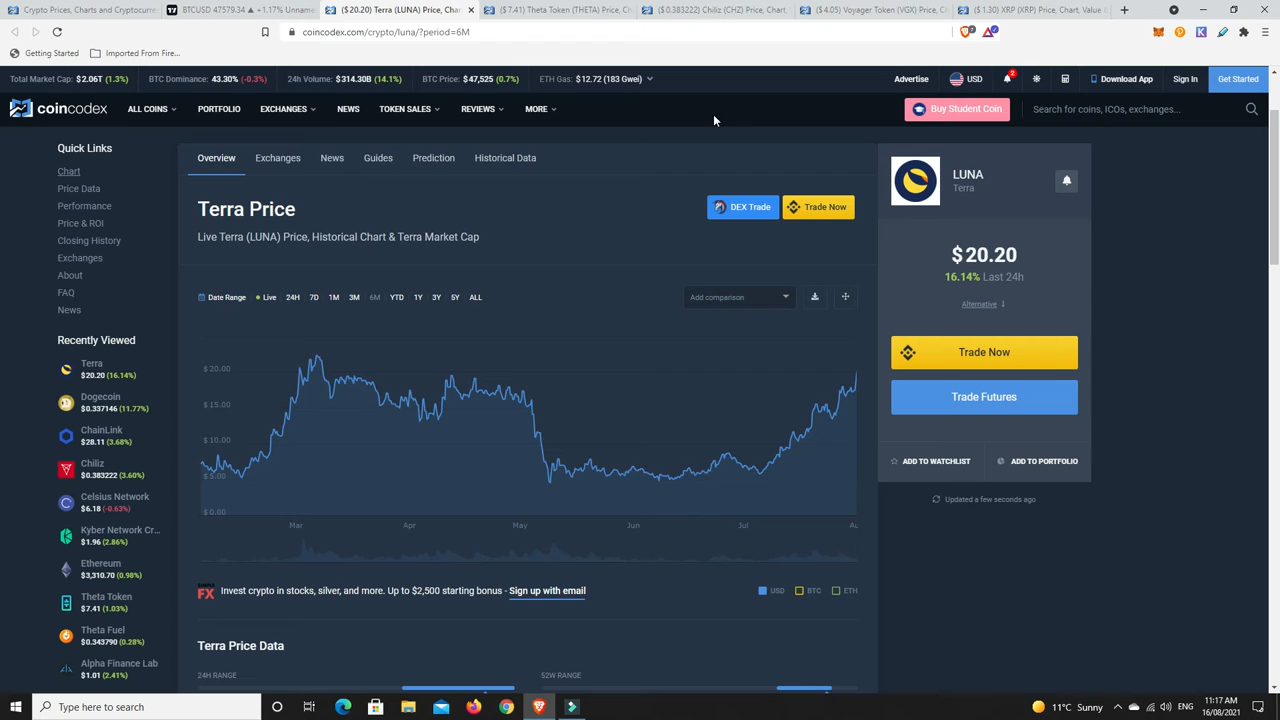 Prices, Charts and Cryptocurr
BTCUSD 47579.34 ▲ +1.17% Unname
($20.20) Terra (LUNA) Price, Char
($7.41) Theta Token (THETA) Price, C
($0.383222) Chiliz (CHZ) Price, Chart
($4.05) Voyager Token (VGX) Price, C
($1.30) XRP (XRP) Price, Chart, Value &
coincodex.com/crypto/luna/?period=6M
Getting Started
Imported From Fire...
Total Market Cap: $2.06T (1.3%)
BTC Dominance: 43.30% (-0.3%)
24h Volume: $314.30B (14.1%)
BTC Price: $47,525 (0.7%)
ETH Gas: $12.72 (183 Gwei)
Advertise
USD
2
Download App
Sign In
Get Started
coincodex
ALL COINS
PORTFOLIO
EXCHANGES
NEWS
TOKEN SALES
REVIEWS
MORE
Buy Student Coin
Search for coins, ICOs, exchanges...
Quick Links
Chart
Price Data
Performance
Price & ROI
Closing History
Exchanges
About
FAQ
News
Recently Viewed
Terra
$20.20 (16.14%)
Dogecoin
$0.337146 (11.77%)
ChainLink
$28.11 (3.68%)
Chiliz
$0.383222 (3.60%)
Celsius Network
$6.18 (-0.63%)
Kyber Network Cr...
$1.96 (2.86%)
Ethereum
$3,310.70 (0.98%)
Theta Token
$7.41 (1.03%)
Theta Fuel
$0.343790 (0.28%)
Alpha Finance Lab
$1.01 (2.41%)
Overview
Exchanges
News
Guides
Prediction
Historical Data
Terra Price
DEX Trade
Trade Now
Live Terra (LUNA) Price, Historical Chart & Terra Market Cap
Date Range
Live
24H
7D
1M
3M
6M
YTD
1Y
3Y
5Y
ALL
Add comparison
$ 20.00
$ 15.00
$ 10.00
$ 5.00
$ 0.00
Mar
Apr
May
Jun
Jul
Au
SIMPLE
FX
Invest crypto in stocks, silver, and more. Up to $2,500 starting bonus - Sign up with email
USD
BTC
ETH
Terra Price Data
24H RANGE
52W RANGE
LUNA
Terra
$ 20.20
16.14% Last 24h
Alternative
Trade Now
Trade Futures
ADD TO WATCHLIST
ADD TO PORTFOLIO
Updated a few seconds ago
Type here to search
11°C Sunny
11:17 AM
16/08/2021